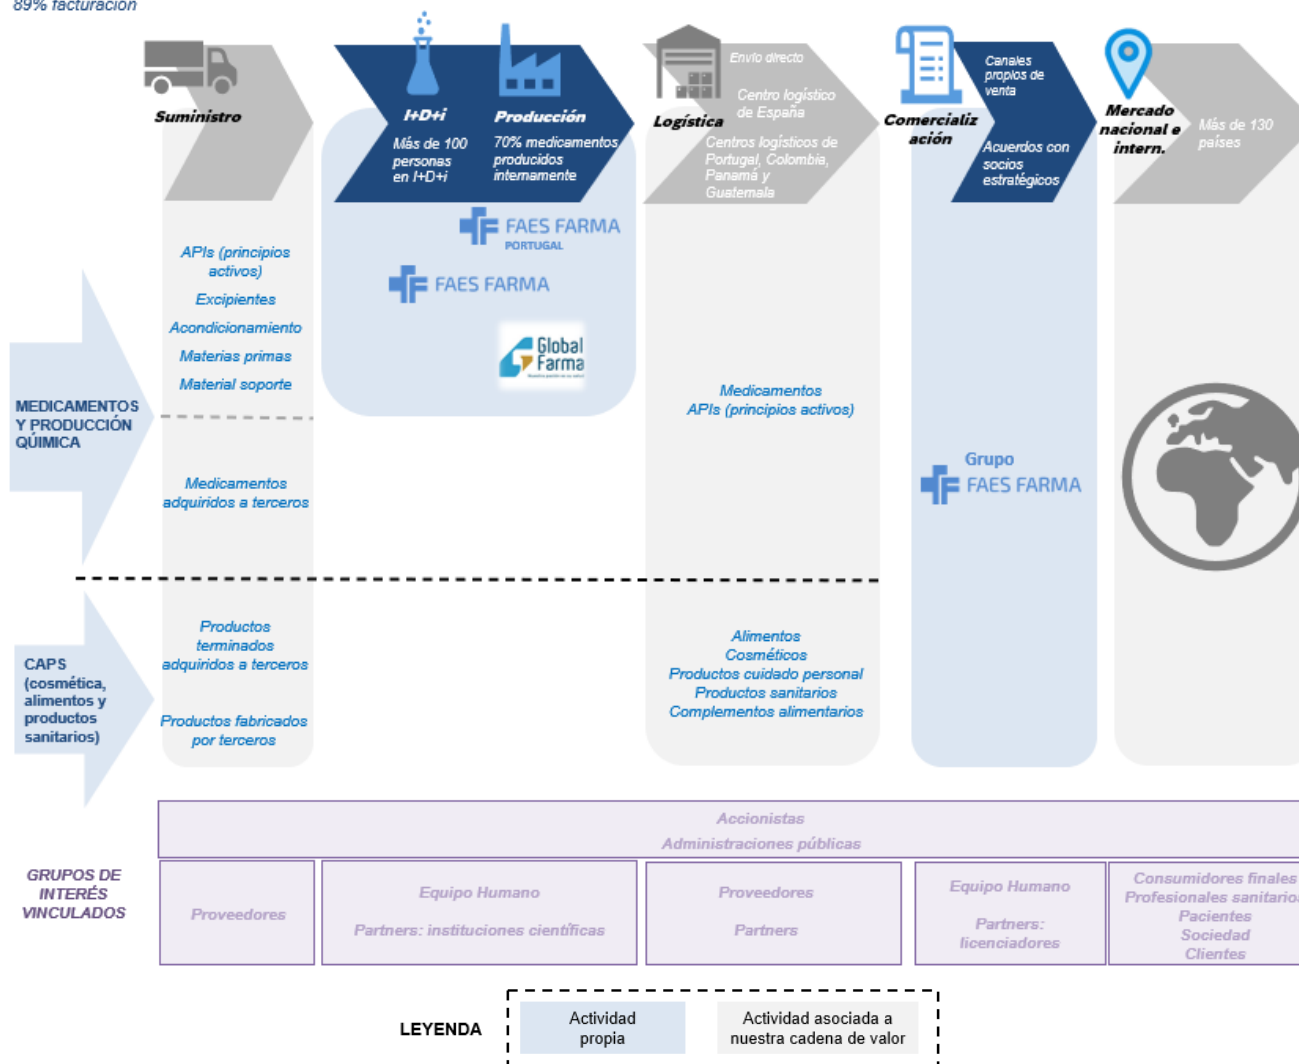 89% facturación
Suministro
I+D+i
Más de 100
personas
en I+D+i
Producción
70% medicamentos
producidos
internamente
Logística
Envío directo
Centro logístico
de España
Centros logísticos de
Portugal, Colombia,
Panamá y
Guatemala
Comercializ
ación
Canales
propios de
venta
Acuerdos con
socios
estratégicos
Mercado
nacional e
intern.
Más de 130
países
MEDICAMENTOS
Y PRODUCCIÓN
QÚIMICA
APIs (principios
activos)
Excipientes
Acondicionamiento
Materias primas
Material soporte
Medicamentos
adquiridos a terceros
FAES FARMA
PORTUGAL
FAES FARMA
Global
Farma
Medicamentos
APIs (principios activos)
Grupo
FAES FARMA
CAPS
(cosmética,
alimentos y
productos
sanitarios)
Productos
terminados
adquiridos a terceros
Productos fabricados
por terceros
Alimentos
Cosméticos
Productos cuidado personal
Productos sanitarios
Complementos alimentarios
GRUPOS DE
INTERÉS
VINCULADOS
Accionistas
Administraciones públicas
Proveedores
Equipo Humano
Partners: instituciones científicas
Proveedores
Partners
Equipo Humano
Partners:
licenciadores
Consumidores finales
Profesionales sanitarios
Pacientes
Sociedad
Clientes
LEYENDA
Actividad
propia
Actividad asociada a
nuestra cadena de valor